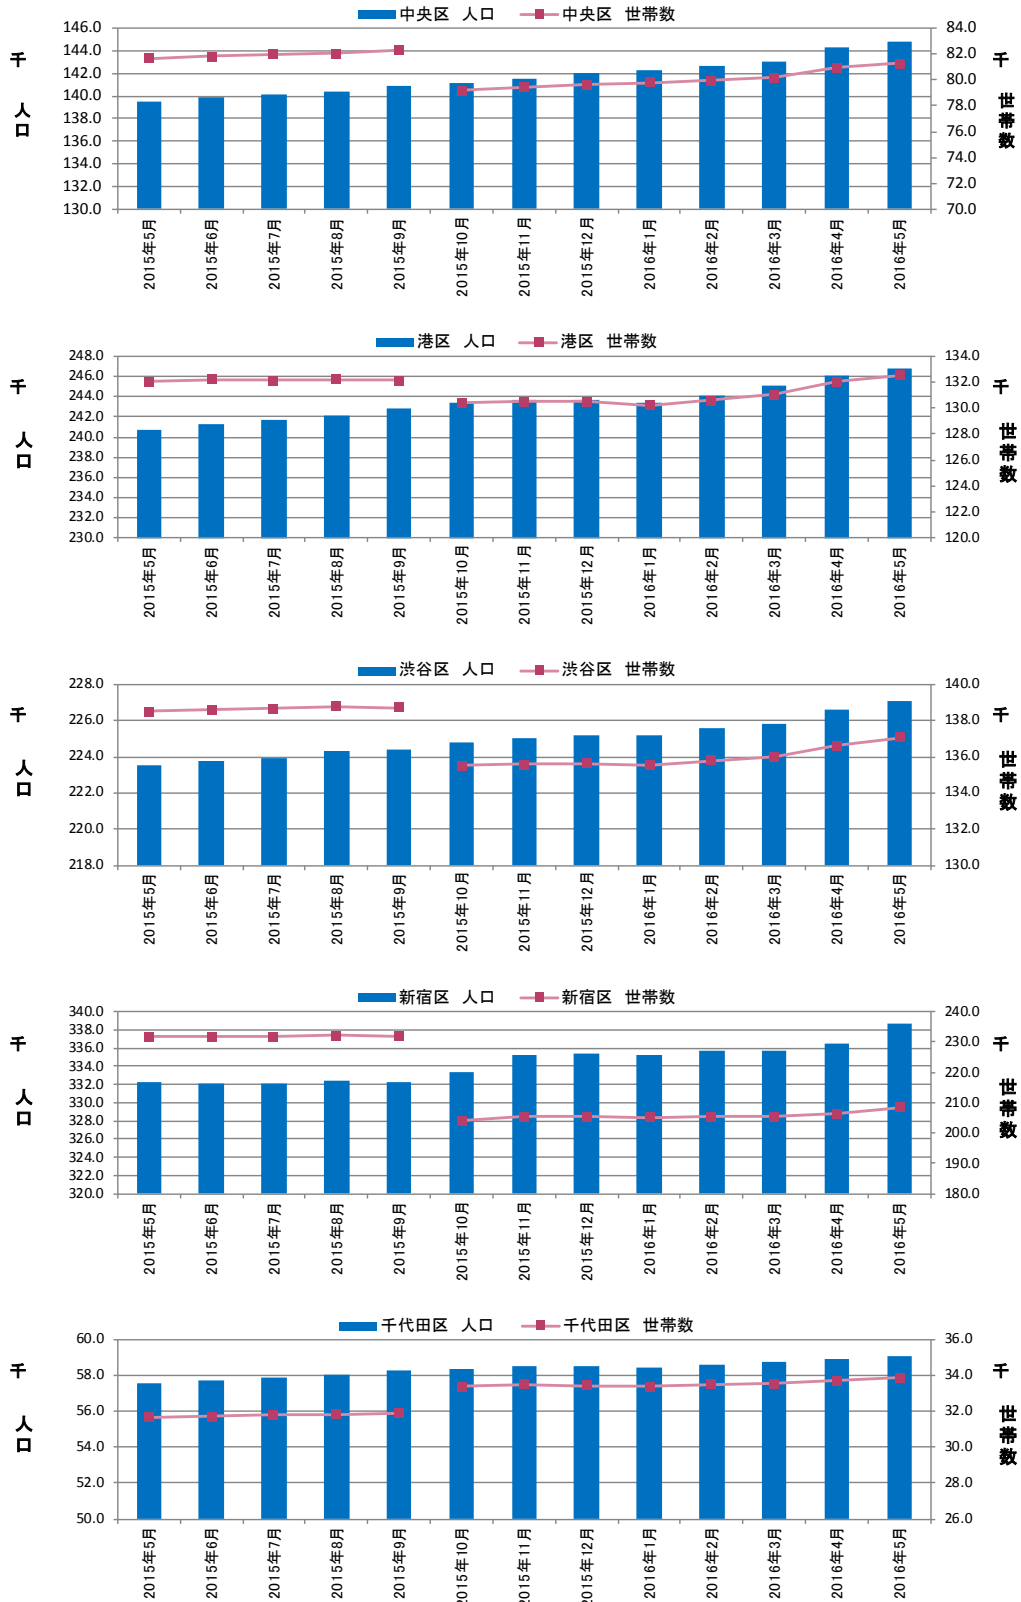 中央区　人口　中央区　世帯数
千
人口
146.0
144.0
142.0
140.0
138.0
136.0
134.0
132.0
130.0
84.0
82.0
80.0
78.0
76.0
74.0
72.0
70.0
千
世帯数
2015年5月
2015年6月
2015年7月
2015年8月
2015年9月
2015年10月
2015年11月
2015年12月
2016年1月
2016年2月
2016年3月
2016年4月
2016年5月
港区　人口　港区　世帯数
千
人口
248.0
246.0
244.0
242.0
240.0
238.0
236.0
234.0
232.0
230.0
134.0
132.0
130.0
128.0
126.0
124.0
122.0
120.0
千
世帯数
2015年5月
2015年6月
2015年7月
2015年8月
2015年9月
2015年10月
2015年11月
2015年12月
2016年1月
2016年2月
2016年3月
2016年4月
2016年5月
渋谷区　人口　渋谷区　世帯数
千
人口
228.0
226.0
224.0
222.0
220.0
218.0
140.0
138.0
136.0
134.0
132.0
130.0
千
世帯数
2015年5月
2015年6月
2015年7月
2015年8月
2015年9月
2015年10月
2015年11月
2015年12月
2016年1月
2016年2月
2016年3月
2016年4月
2016年5月
新宿区　人口　新宿区　世帯数
千
人口
340.0
338.0
336.0
334.0
332.0
330.0
328.0
326.0
324.0
322.0
320.0
240.0
230.0
220.0
210.0
200.0
190.0
180.0
千
世帯数
2015年5月
2015年6月
2015年7月
2015年8月
2015年9月
2015年10月
2015年11月
2015年12月
2016年1月
2016年2月
2016年3月
2016年4月
2016年5月
千代田区　人口　千代田区　世帯数
千
人口
60.0
58.0
56.0
54.0
52.0
50.0
36.0
34.0
32.0
30.0
28.0
26.0
千
世帯数
2015年5月
2015年6月
2015年7月
2015年8月
2015年9月
2015年10月
2015年11月
2015年12月
2016年1月
2016年2月
2016年3月
2016年4月
2016年5月